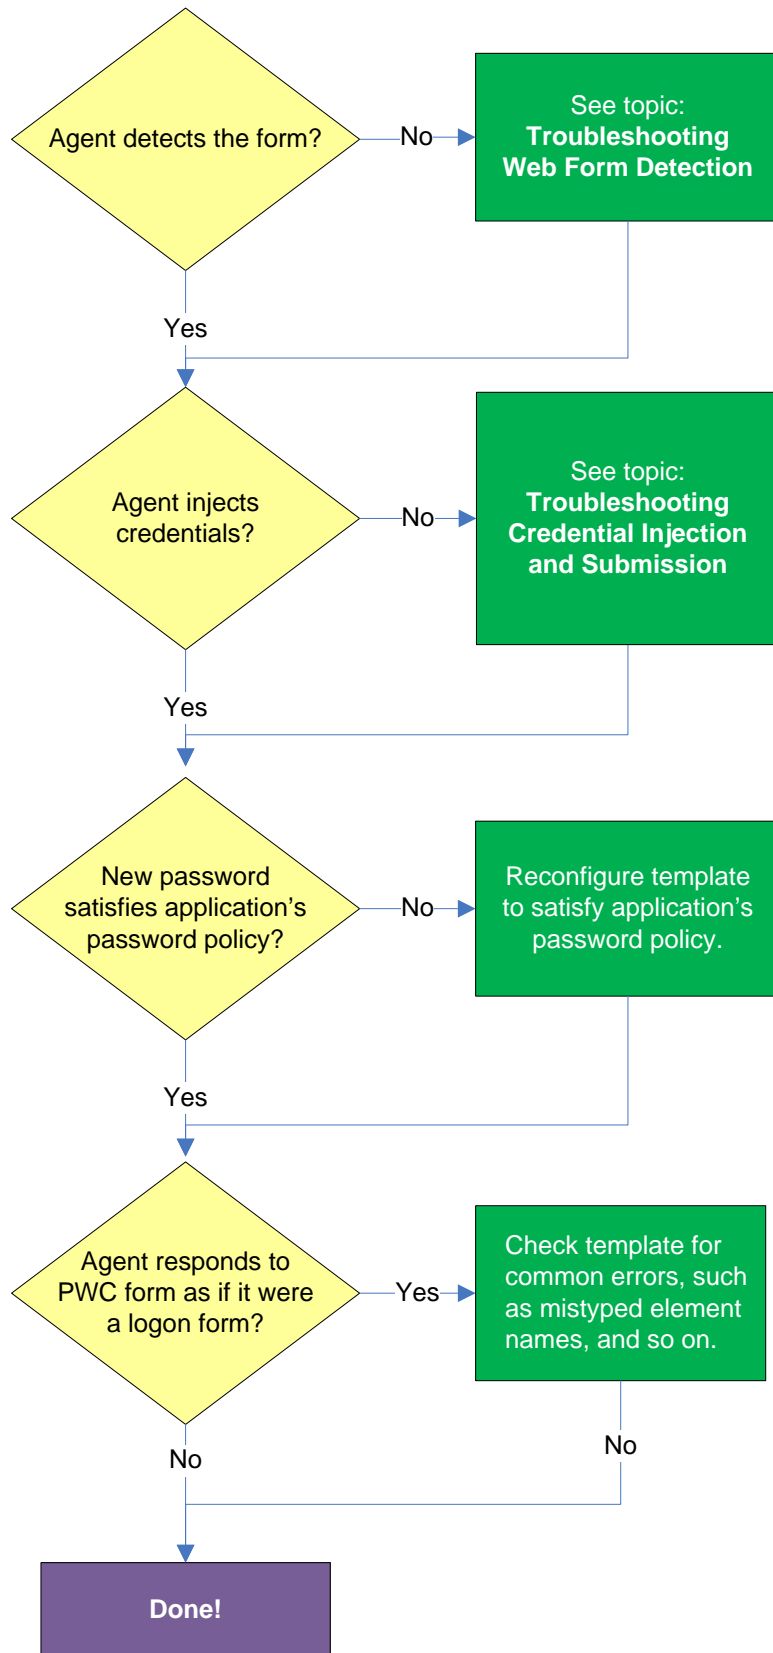 Agent detects the form?
No
See topic:
Troubleshooting
Web Form Detection
Yes
Agent injects
credentials?
No
See topic:
Troubleshooting
Credential Injection
and Submission
Yes
New password
satisfies application’s
password policy?
No
Reconfigure template
to satisfy application’s
password policy.
Yes
Agent responds to
PWC form as if it were
a logon form?
Yes
Check template for
common errors, such
as mistyped element
names, and so on.
No
No
Done!